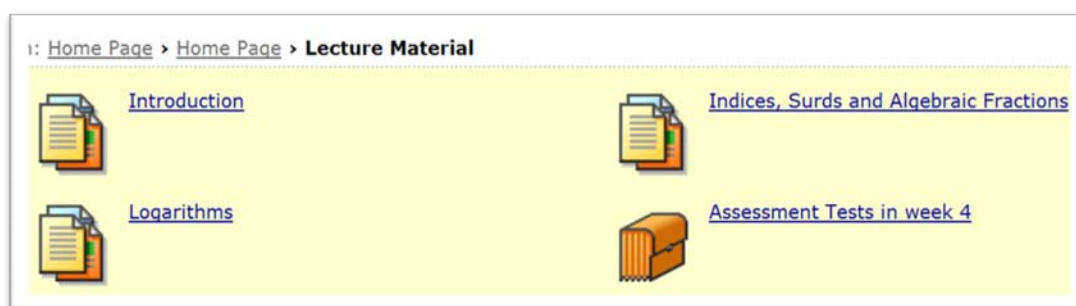 : Home Page › Home Page › Lecture Material
Introduction
Indices, Surds and Algebraic Fractions
Logarithms
Assessment Tests in week 4